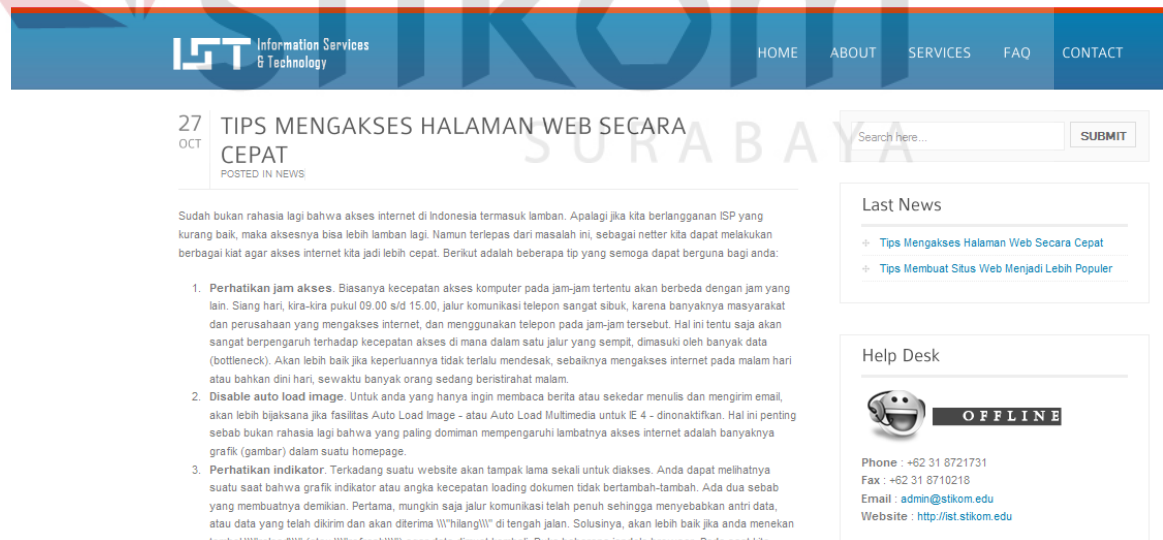 stikom
SURABAYA
IST Information Services
& Technology
HOME ABOUT SERVICES FAQ CONTACT
27
OCT
TIPS MENGAKSES HALAMAN WEB SECARA
CEPAT
POSTED IN NEWS
Sudah bukan rahasia lagi bahwa akses internet di Indonesia termasuk lamban. Apalagi jika kita berlangganan ISP yang
kurang baik, maka aksesnya bisa lebih lamban lagi. Namun terlepas dari masalah ini, sebagai netter kita dapat melakukan
berbagai kiat agar akses internet kita jadi lebih cepat. Berikut adalah beberapa tip yang semoga dapat berguna bagi anda:
1. Perhatikan jam akses. Biasanya kecepatan akses komputer pada jam-jam tertentu akan berbeda dengan jam yang
lain. Siang hari, kira-kira pukul 09.00 s/d 15.00, jalur komunikasi telepon sangat sibuk, karena banyaknya masyarakat
dan perusahaan yang mengakses internet, dan menggunakan telepon pada jam-jam tersebut. Hal ini tentu saja akan
sangat berpengaruh terhadap kecepatan akses di mana dalam satu jalur yang sempit, dimasuki oleh banyak data
(bottleneck). Akan lebih baik jika keperluannya tidak terlalu mendesak, sebaiknya mengakses internet pada malam hari
atau bahkan dini hari, sewaktu banyak orang sedang beristirahat malam.
2. Disable auto load image. Untuk anda yang hanya ingin membaca berita atau sekedar menulis dan mengirim email,
akan lebih bijaksana jika fasilitas Auto Load Image - atau Auto Load Multimedia untuk IE 4 - dinonaktifkan. Hal ini penting
sebab bukan rahasia lagi bahwa yang paling domiman mempengaruhi lambatnya akses internet adalah banyaknya
grafik (gambar) dalam suatu homepage.
3. Perhatikan indikator. Terkadang suatu website akan tampak lama sekali untuk diakses. Anda dapat melihatnya
suatu saat bahwa grafik indikator atau angka kecepatan loading dokumen tidak bertambah-tambah. Ada dua sebab
yang membuatnya demikian. Pertama, mungkin saja jalur komunikasi telah penuh sehingga menyebabkan antri data,
atau data yang telah dikirim dan akan diterima \\\"hilang\\\" di tengah jalan. Solusinya, akan lebih baik jika anda menekan
Search here... SUBMIT
Last News
Tips Mengakses Halaman Web Secara Cepat
Tips Membuat Situs Web Menjadi Lebih Populer
Help Desk
OFFLINE
Phone : +62 31 8721731
Fax : +62 31 8710218
Email : admin@stikom.edu
Website : http://ist.stikom.edu